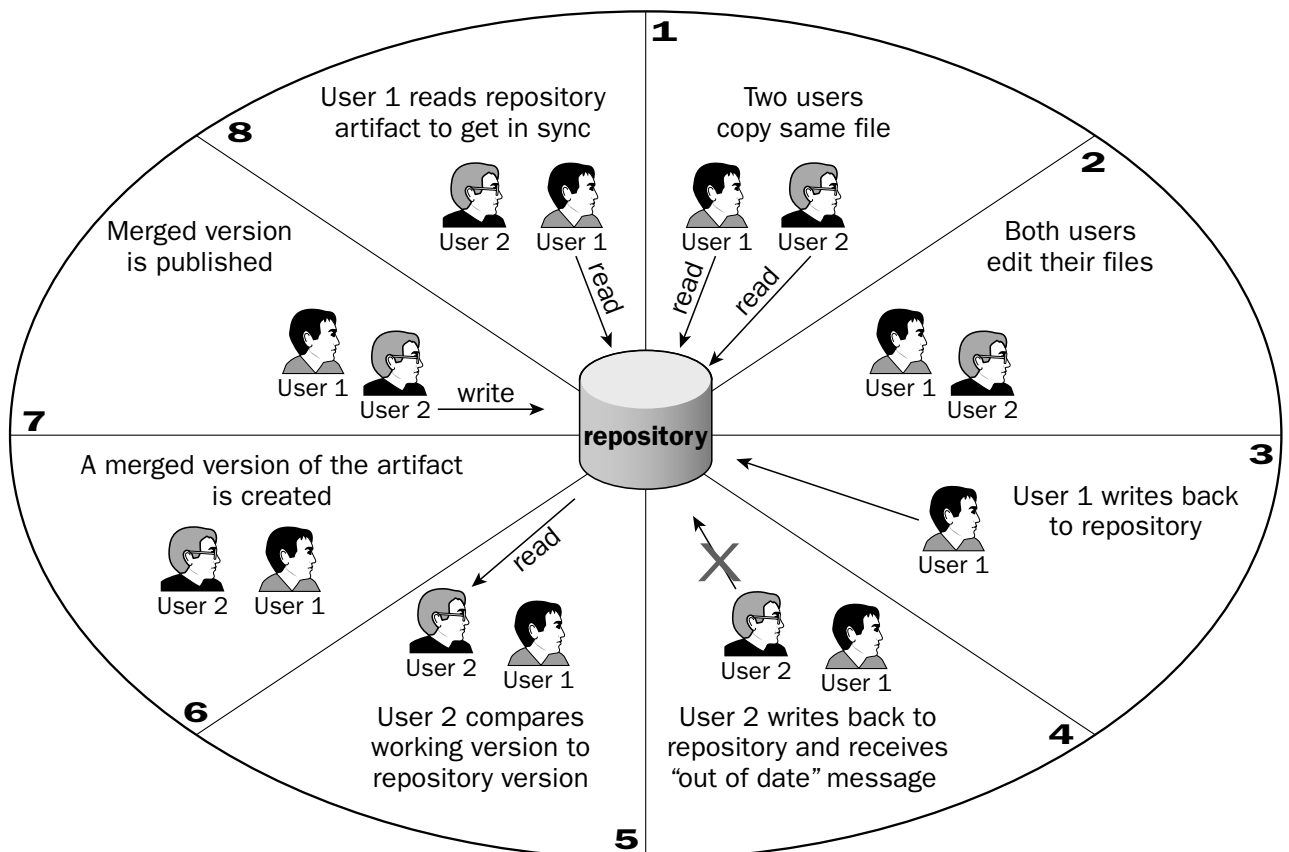 1
Two users
copy same file
User 1
User 2
read
read
2
Both users
edit their files
User 1
User 2
3
User 1 writes back
to repository
User 1
4
User 2
User 1
User 2 writes back to
repository and receives
“out of date” message
X
5
read
User 2
User 1
User 2 compares
working version to
repository version
6
A merged version of the artifact
is created
User 2
User 1
7
Merged version
is published
User 1
User 2
write
8
User 1 reads repository
artifact to get in sync
User 2
User 1
read
repository